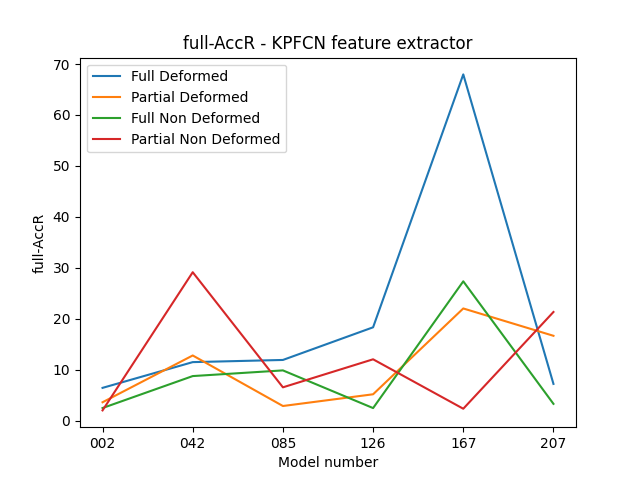 full-AccR - KPFCN feature extractor
70
60
50
40
30
20
10
0
full-AccR
Full Deformed
Partial Deformed
Full Non Deformed
Partial Non Deformed
002 042 085 126 167 207
Model number